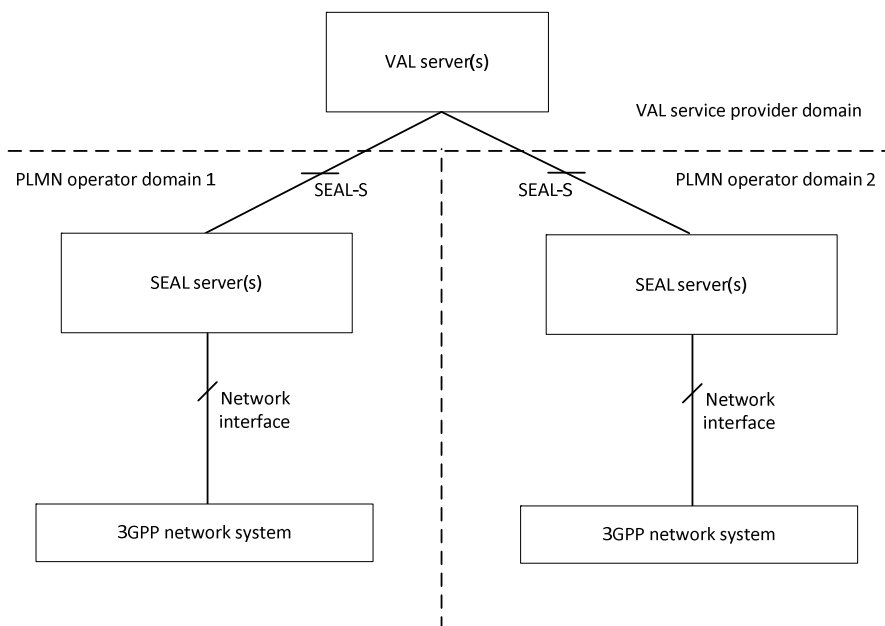 VAL server(s)
VAL service provider domain
PLMN operator domain 1
PLMN operator domain 2
SEAL-S
SEAL-S
SEAL server(s)
SEAL server(s)
Network
interface
Network
interface
3GPP network system
3GPP network system